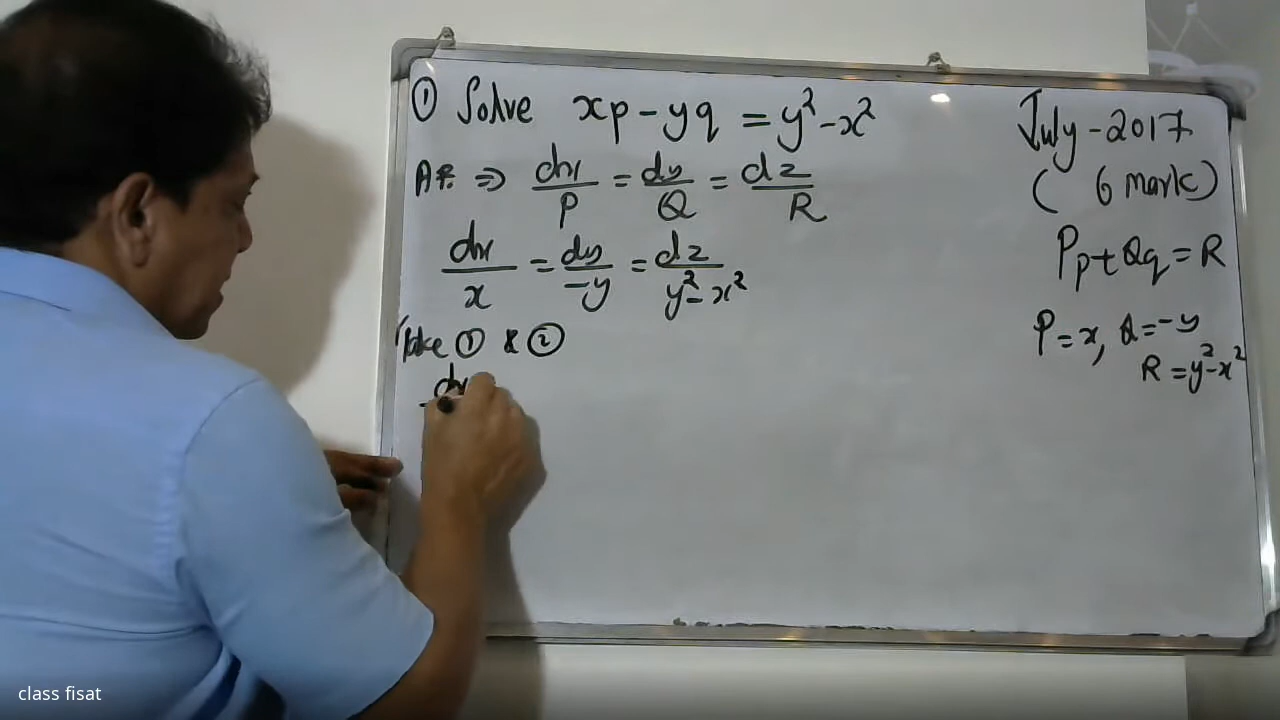 ① Solve xp - yq = y² - x²
A.E. ⇒ dx/P = dy/Q = dz/R
dx/x = dy/-y = dz/y² - x²
Take ① & ②
dx
July - 2017
( 6 mark)
Pp + Qq = R
P = x, Q = -y
R = y² - x²
class fisat